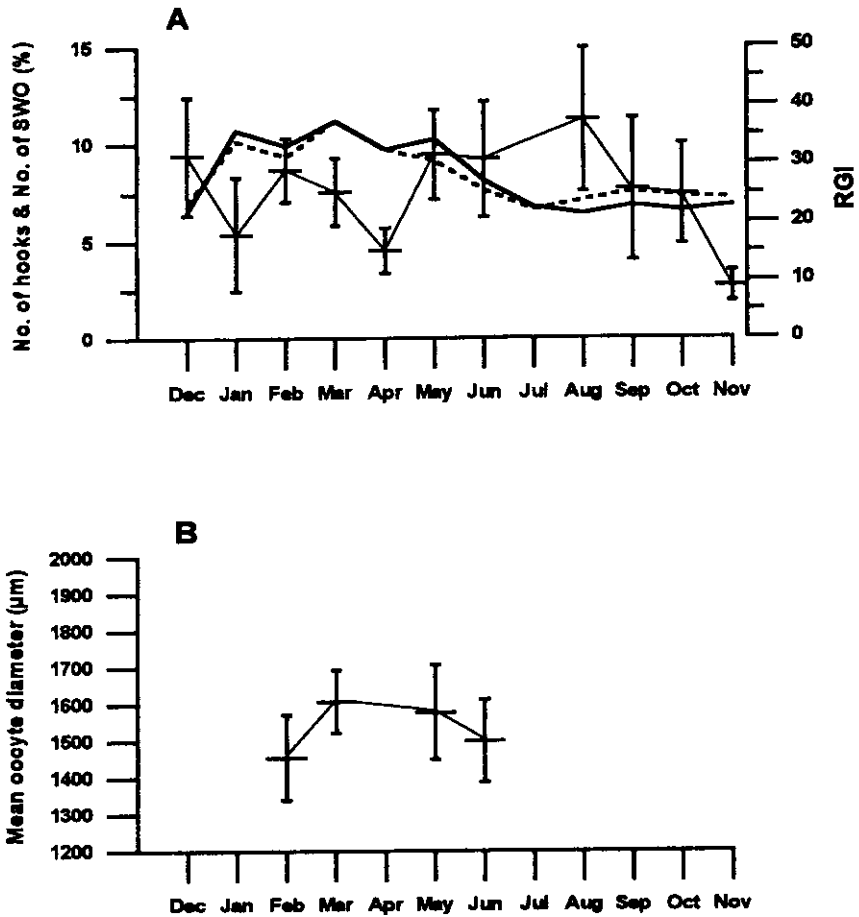 A
No. of hooks & No. of SWO (%)
15
10
5
0
50
40
30
20
10
0
RGI
Dec Jan Feb Mar Apr May Jun Jul Aug Sep Oct Nov
B
Mean oocyte diameter (µm)
2000
1900
1800
1700
1600
1500
1400
1300
1200
Dec Jan Feb Mar Apr May Jun Jul Aug Sep Oct Nov